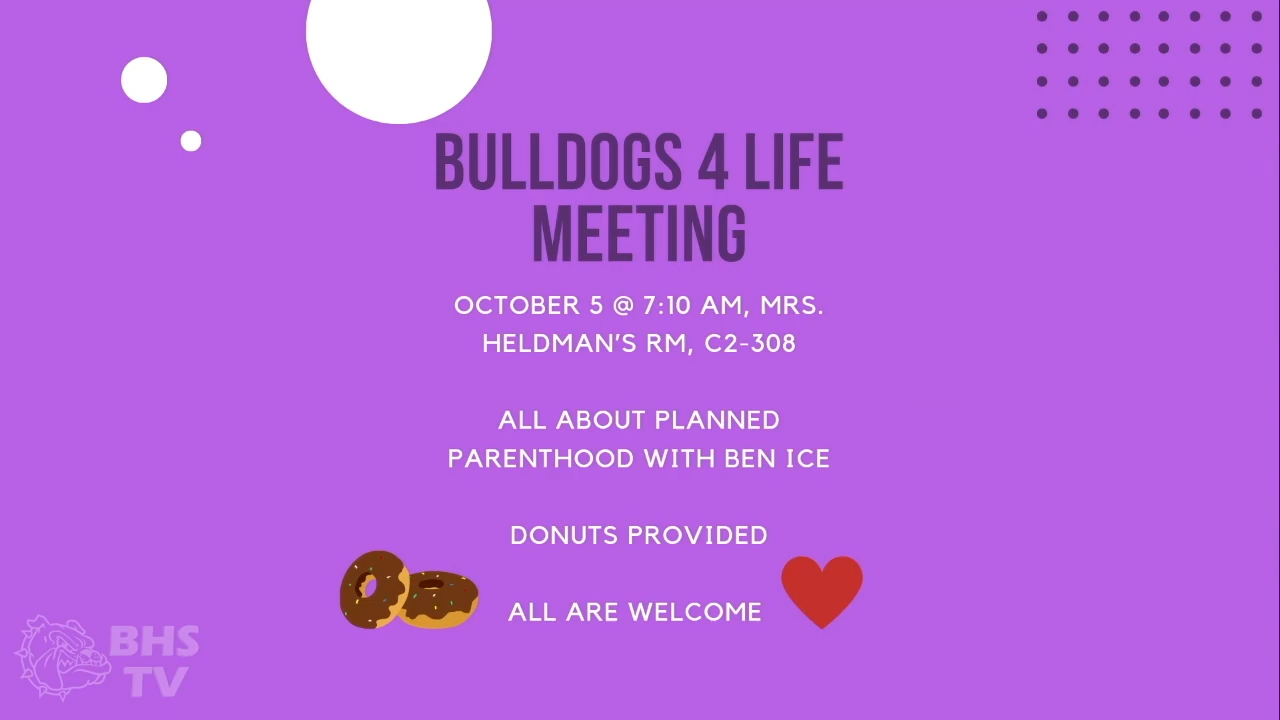 BULLDOGS 4 LIFE
MEETING
OCTOBER 5 @ 7:10 AM, MRS.
HELDMAN'S RM, C2-308
ALL ABOUT PLANNED
PARENTHOOD WITH BEN ICE
DONUTS PROVIDED
ALL ARE WELCOME
BHS
TV